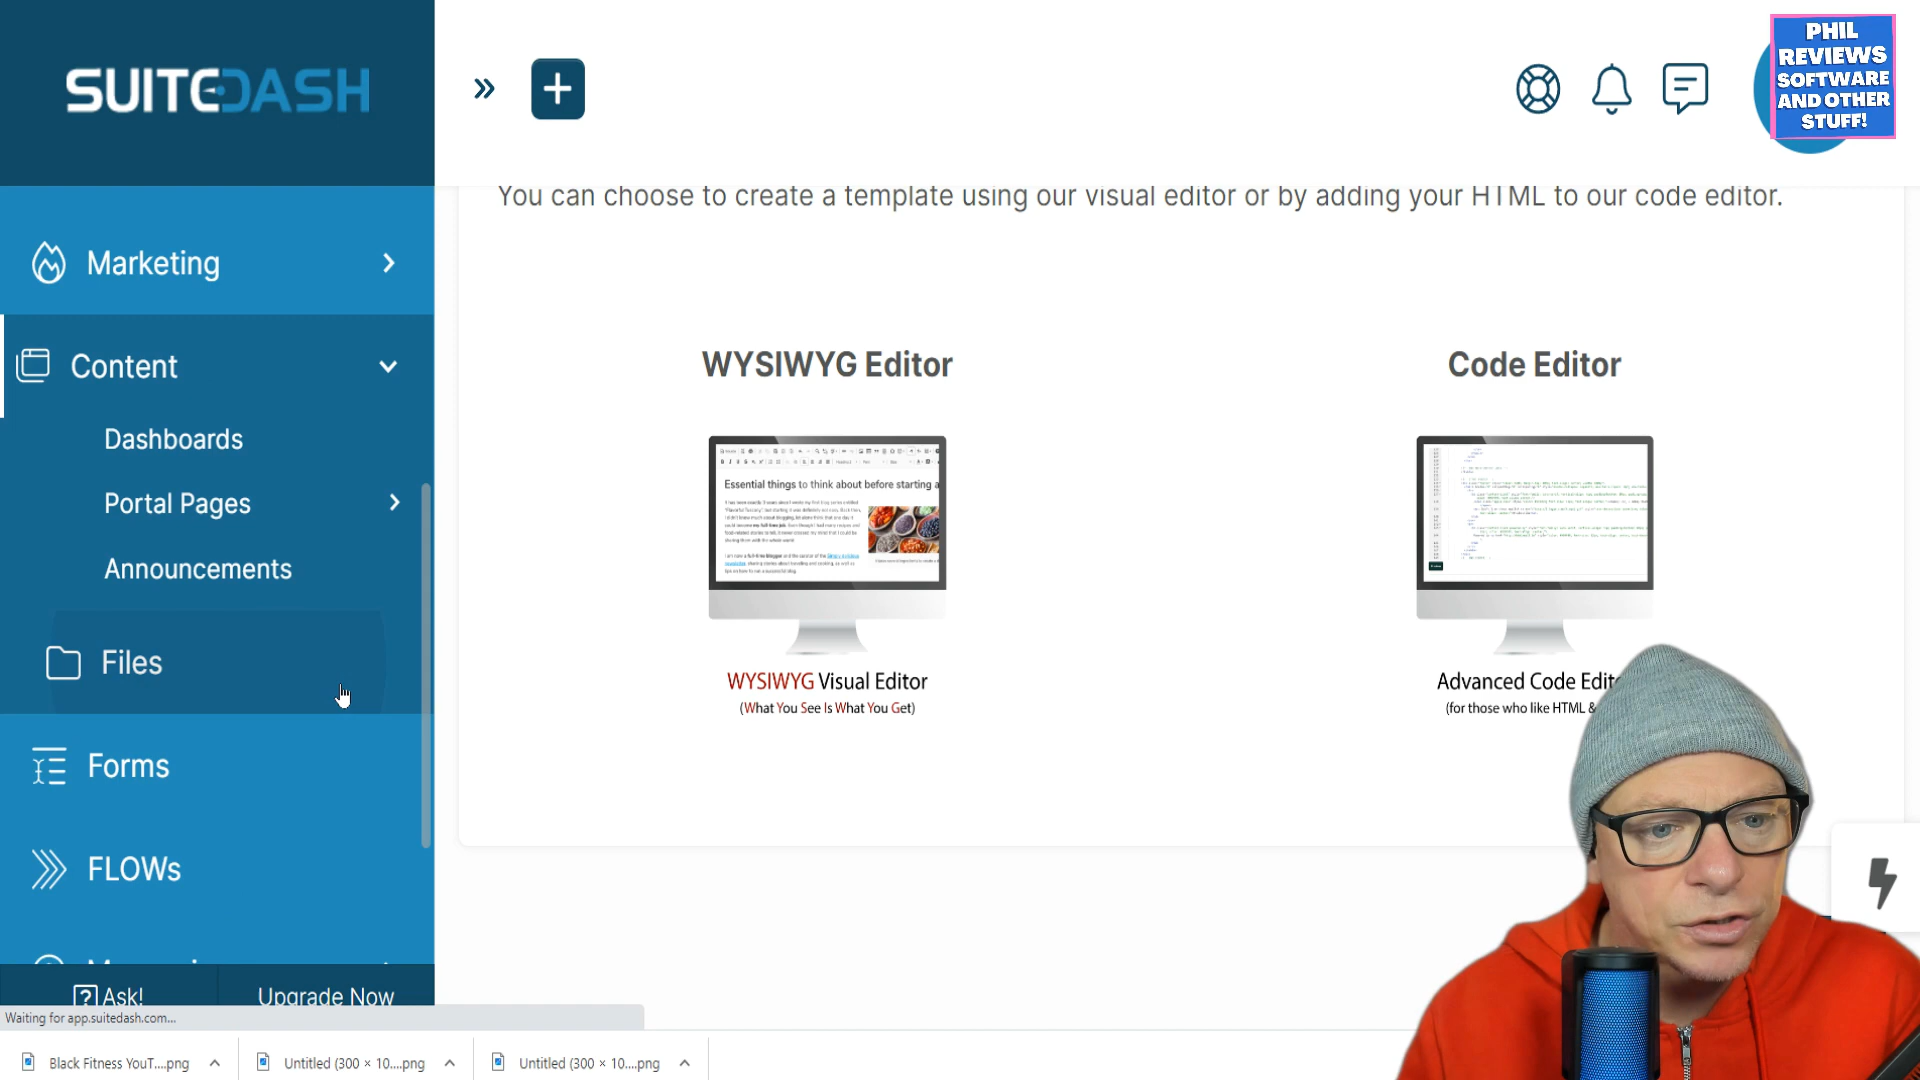 SUITEDASH
PHIL
REVIEWS
SOFTWARE
AND OTHER
STUFF!
You can choose to create a template using our visual editor or by adding your HTML to our code editor.
Marketing
Content
Dashboards
Portal Pages
Announcements
Files
Forms
FLOWs
Ask!
Upgrade Now
WYSIWYG Editor
Essential things to think about before starting a
WYSIWYG Visual Editor
(What You See Is What You Get)
Code Editor
Advanced Code
(for those who like HTML &
Waiting for app.suitedash.com...
Black Fitness YouT....png
Untitled (300 × 10....png
Untitled (300 × 10....png